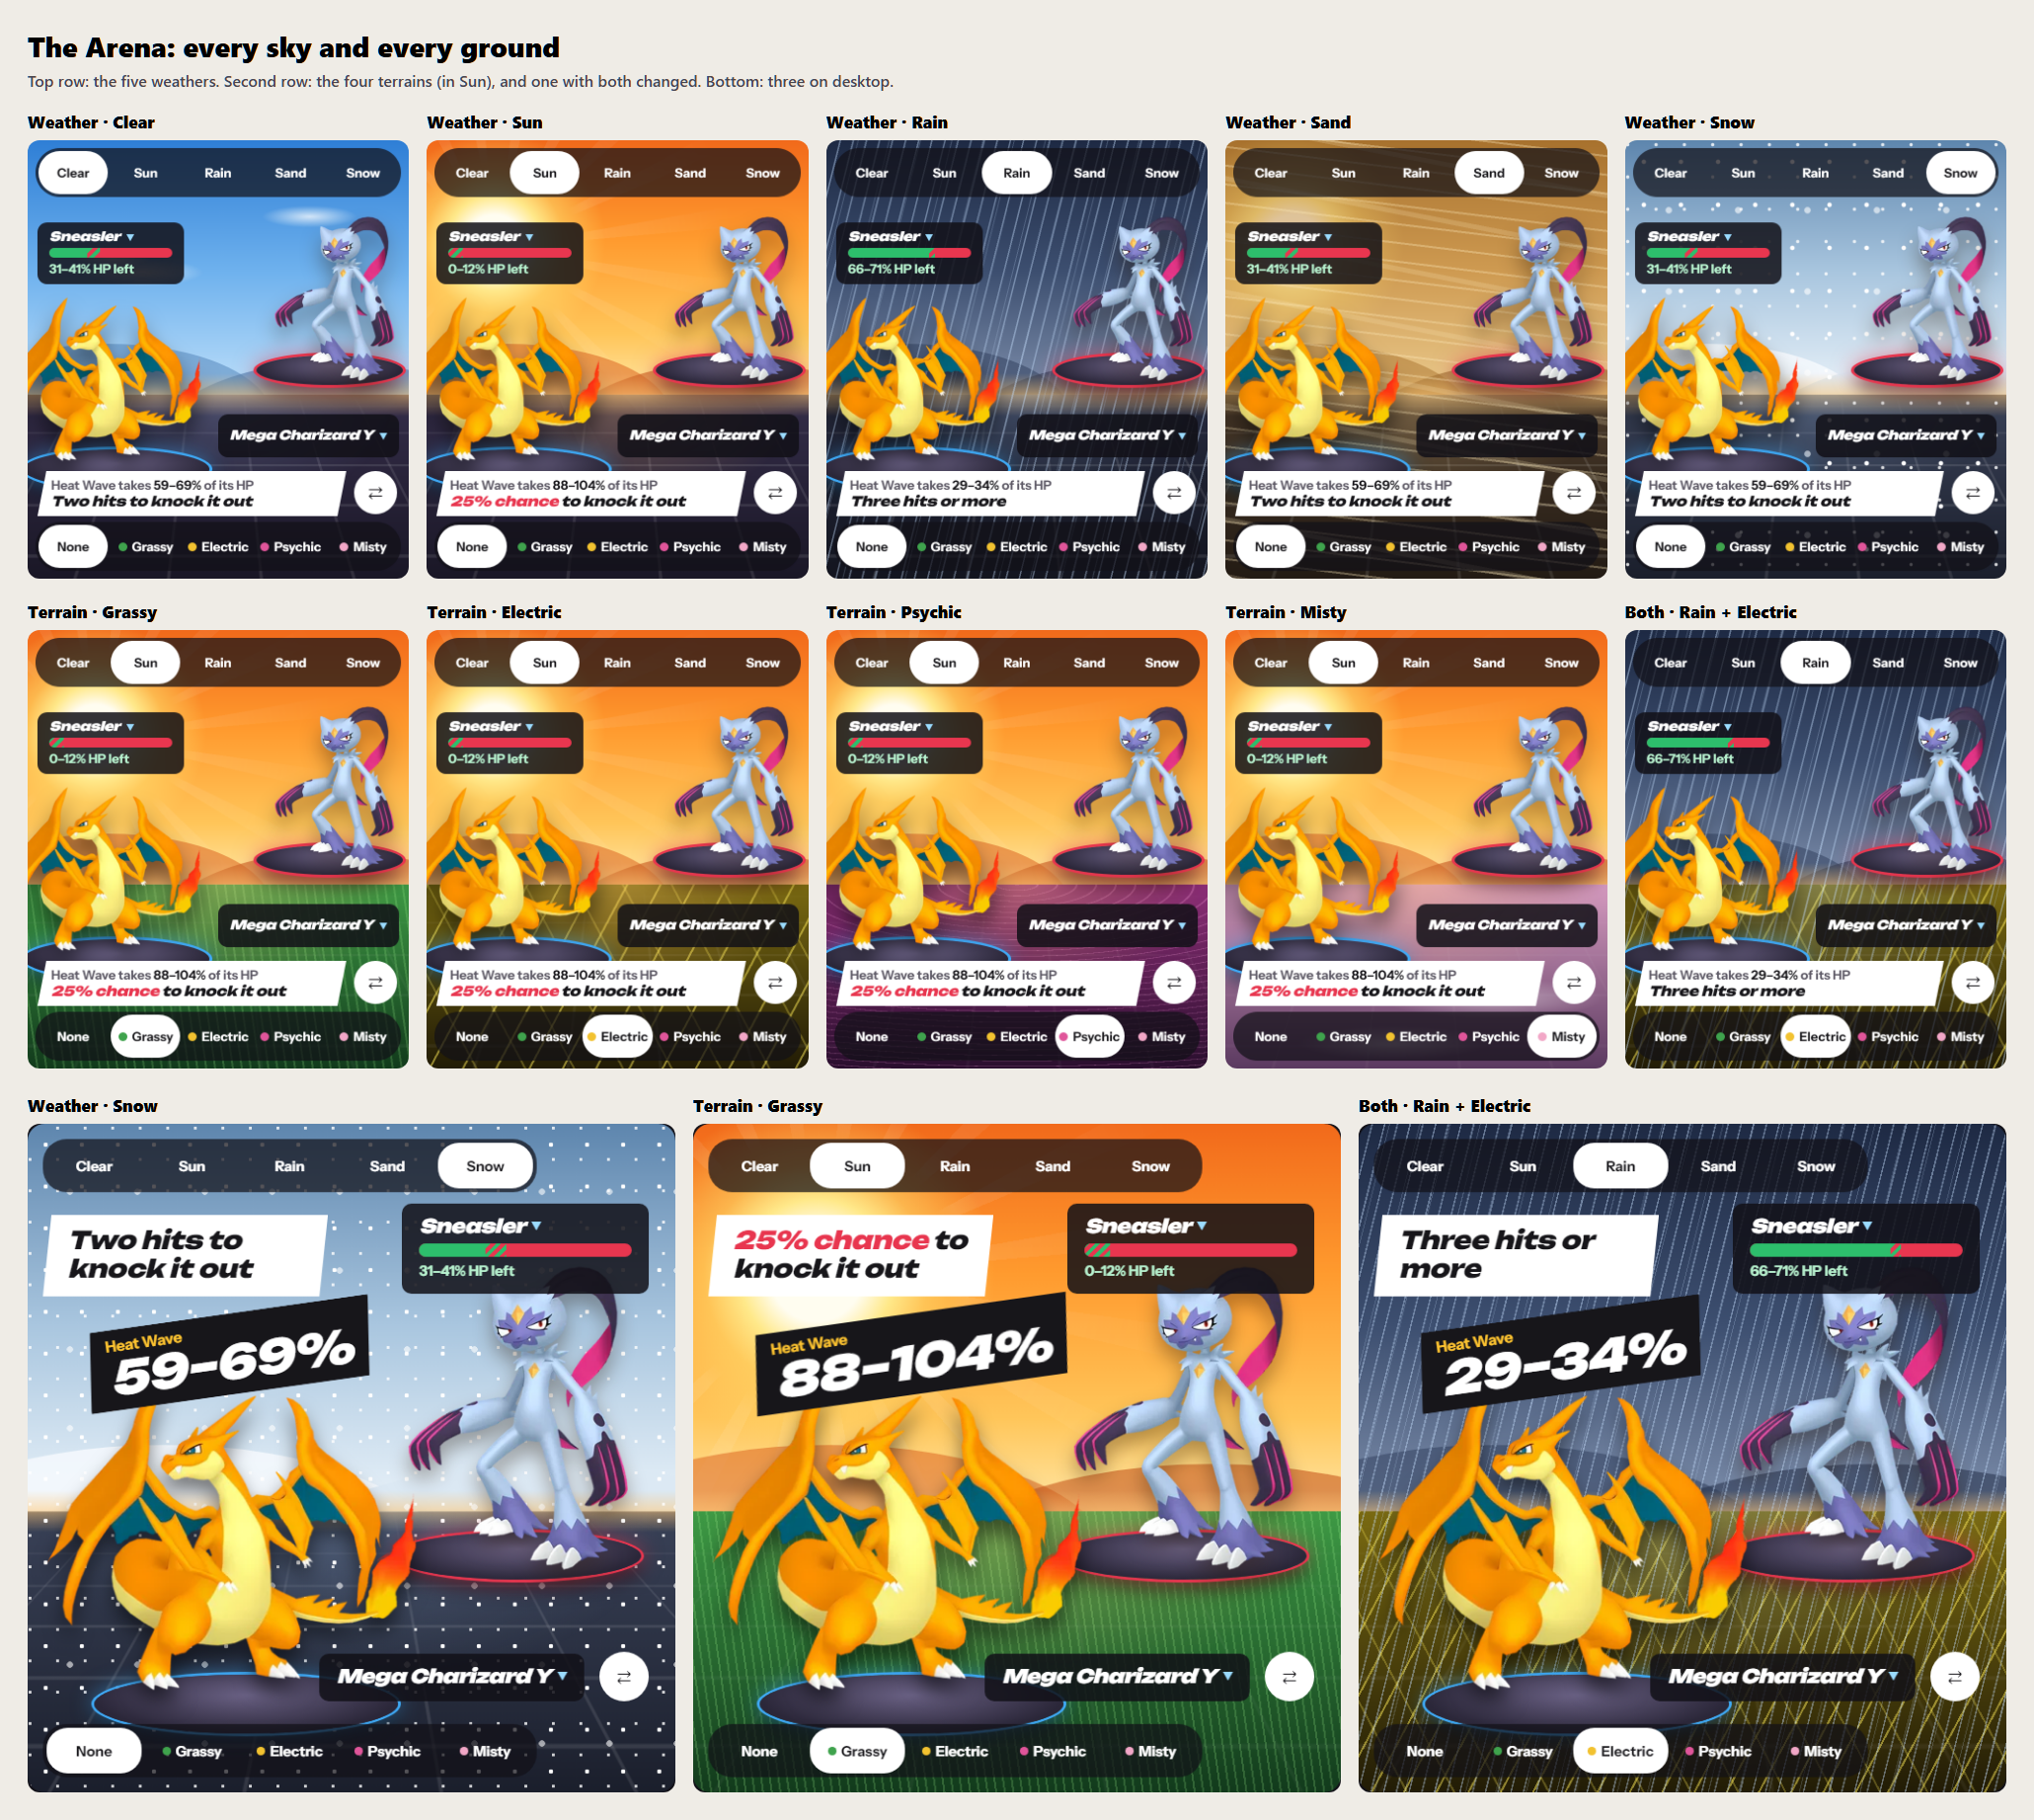 The Arena: every sky and every ground
Top row: the five weathers. Second row: the four terrains (in Sun), and one with both changed. Bottom: three on desktop.
Weather · Clear
Clear Sun Rain Sand Snow
Sneasler ▼
31–41% HP left
Mega Charizard Y ▼
Heat Wave takes 59–69% of its HP
Two hits to knock it out
None Grassy Electric Psychic Misty
Weather · Sun
Clear Sun Rain Sand Snow
Sneasler ▼
0–12% HP left
Mega Charizard Y ▼
Heat Wave takes 88–104% of its HP
25% chance to knock it out
None Grassy Electric Psychic Misty
Weather · Rain
Clear Sun Rain Sand Snow
Sneasler ▼
66–71% HP left
Mega Charizard Y ▼
Heat Wave takes 29–34% of its HP
Three hits or more
None Grassy Electric Psychic Misty
Weather · Sand
Clear Sun Rain Sand Snow
Sneasler ▼
31–41% HP left
Mega Charizard Y ▼
Heat Wave takes 59–69% of its HP
Two hits to knock it out
None Grassy Electric Psychic Misty
Weather · Snow
Clear Sun Rain Sand Snow
Sneasler ▼
31–41% HP left
Mega Charizard Y ▼
Heat Wave takes 59–69% of its HP
Two hits to knock it out
None Grassy Electric Psychic Misty
Terrain · Grassy
Clear Sun Rain Sand Snow
Sneasler ▼
0–12% HP left
Mega Charizard Y ▼
Heat Wave takes 88–104% of its HP
25% chance to knock it out
None Grassy Electric Psychic Misty
Terrain · Electric
Clear Sun Rain Sand Snow
Sneasler ▼
0–12% HP left
Mega Charizard Y ▼
Heat Wave takes 88–104% of its HP
25% chance to knock it out
None Grassy Electric Psychic Misty
Terrain · Psychic
Clear Sun Rain Sand Snow
Sneasler ▼
0–12% HP left
Mega Charizard Y ▼
Heat Wave takes 88–104% of its HP
25% chance to knock it out
None Grassy Electric Psychic Misty
Terrain · Misty
Clear Sun Rain Sand Snow
Sneasler ▼
0–12% HP left
Mega Charizard Y ▼
Heat Wave takes 88–104% of its HP
25% chance to knock it out
None Grassy Electric Psychic Misty
Both · Rain + Electric
Clear Sun Rain Sand Snow
Sneasler ▼
66–71% HP left
Mega Charizard Y ▼
Heat Wave takes 29–34% of its HP
Three hits or more
None Grassy Electric Psychic Misty
Weather · Snow
Clear Sun Rain Sand Snow
Two hits to
knock it out
Sneasler ▼
31–41% HP left
Heat Wave
59–69%
Mega Charizard Y ▼
None Grassy Electric Psychic Misty
Terrain · Grassy
Clear Sun Rain Sand Snow
25% chance to
knock it out
Sneasler ▼
0–12% HP left
Heat Wave
88–104%
Mega Charizard Y ▼
None Grassy Electric Psychic Misty
Both · Rain + Electric
Clear Sun Rain Sand Snow
Three hits or
more
Sneasler ▼
66–71% HP left
Heat Wave
29–34%
Mega Charizard Y ▼
None Grassy Electric Psychic Misty